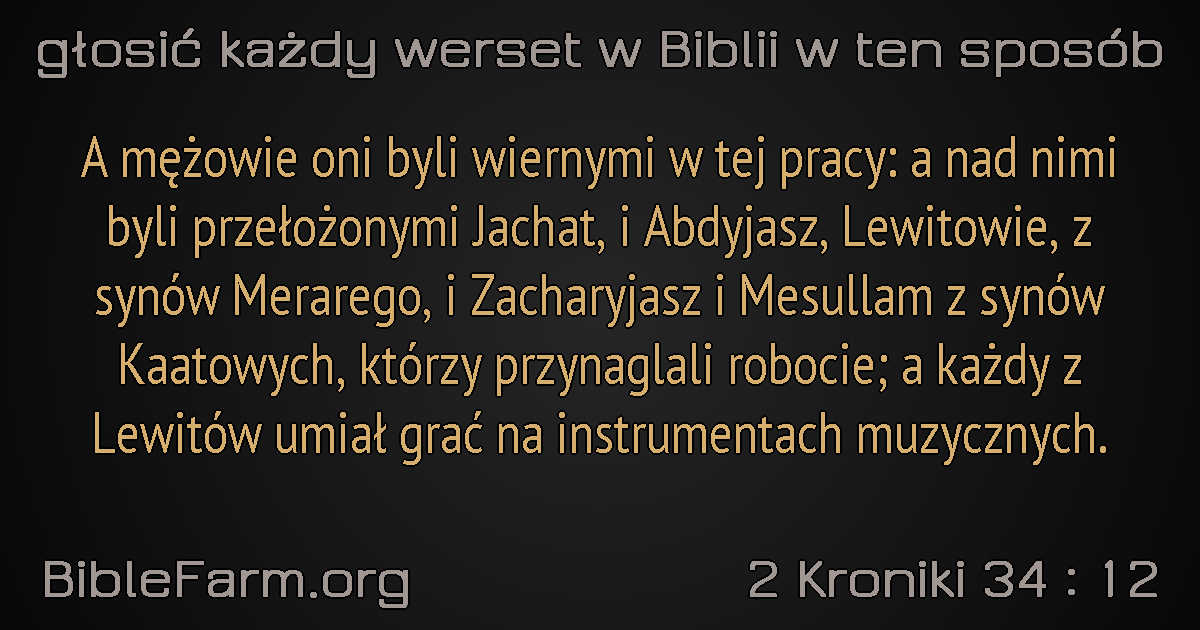 głosić każdy werset w Biblii w ten sposób
A mężowie oni byli wiernymi w tej pracy: a nad nimi
byli przełożonymi Jachat, i Abdyjasz, Lewitowie, z
synów Merarego, i Zacharyjasz i Mesullam z synów
Kaatowych, którzy przynaglali robocie; a każdy z
Lewitów umiał grać na instrumentach muzycznych.
BibleFarm.org
2 Kroniki 34 : 12